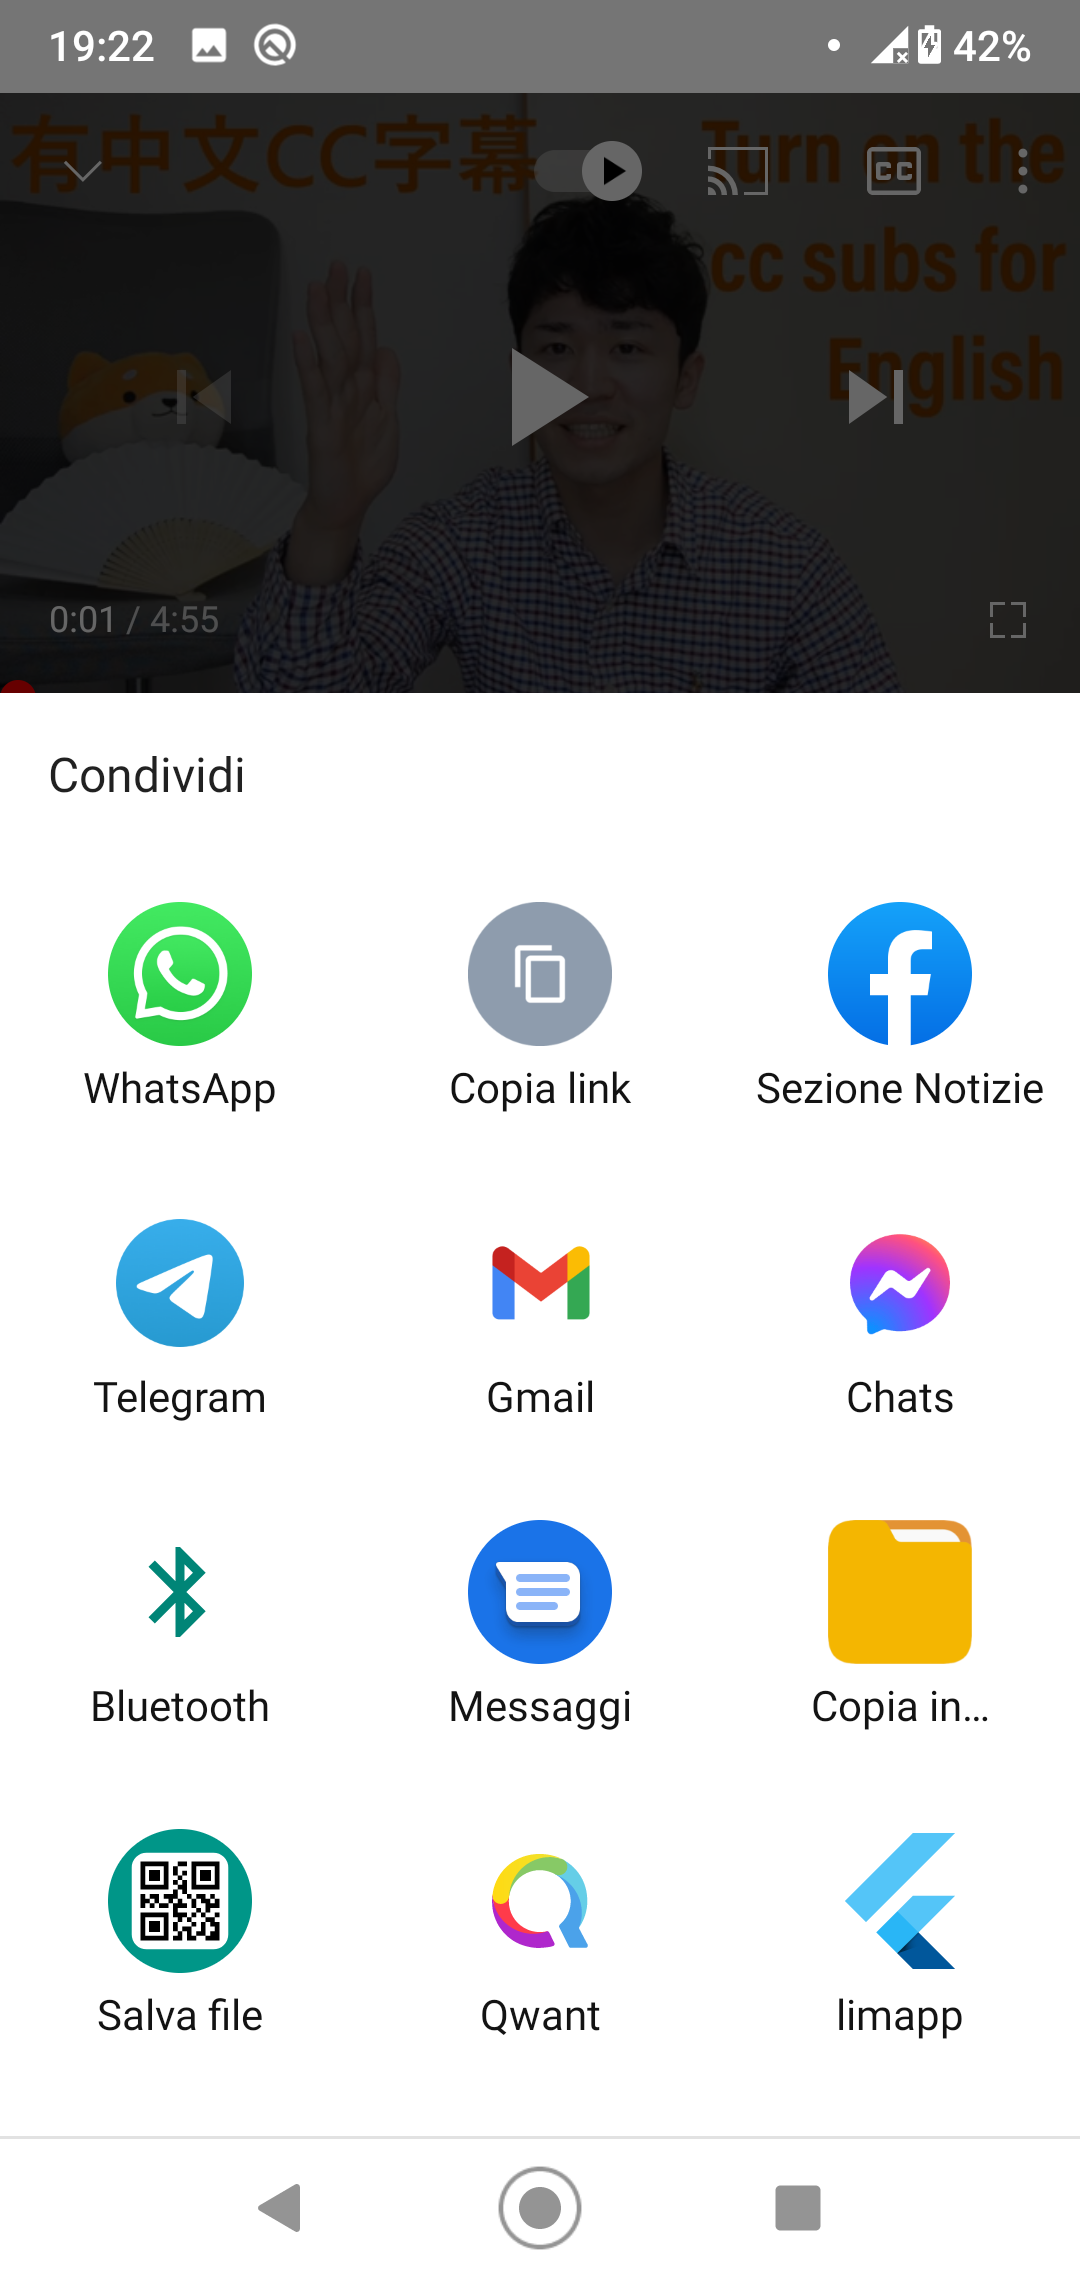 19:22
42%
有中文CC字幕
Turn on the
cc subs for
English
CC
0:01 / 4:55
Condividi
WhatsApp
Copia link
Sezione Notizie
Telegram
Gmail
Chats
Bluetooth
Messaggi
Copia in...
Salva file
Qwant
limapp